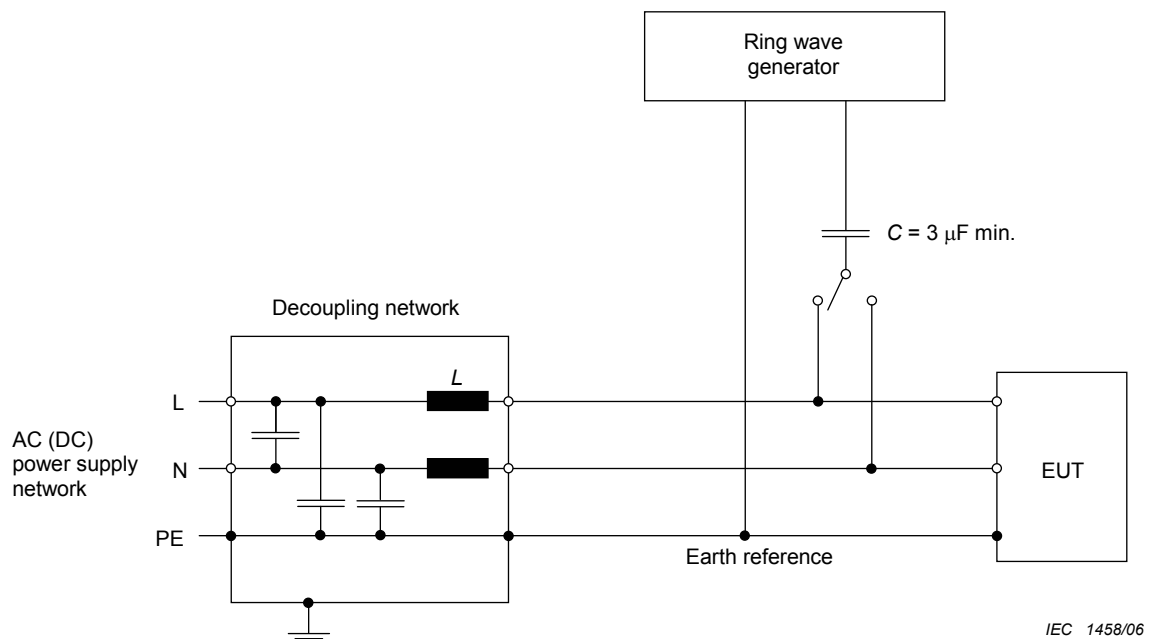 Ring wave
generator
C = 3 μF min.
Decoupling network
L
L
AC (DC)
power supply
network
N
EUT
PE
Earth reference
IEC 1458/06